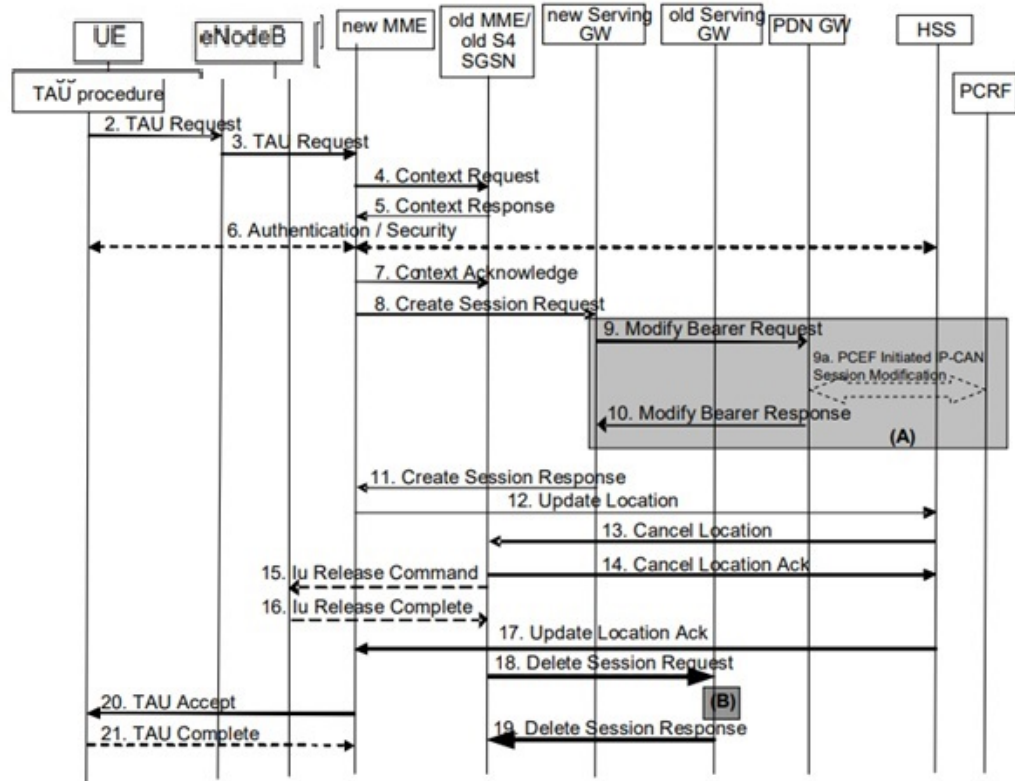 UE
eNodeB
new MME
old MME/
old S4
SGSN
new Serving
GW
old Serving
GW
PDN GW
HSS
PCRF
TAU procedure
2. TAU Request
3. TAU Request
4. Context Request
5. Context Response
6. Authentication / Security
7. Context Acknowledge
8. Create Session Request
9. Modify Bearer Request
9a. PCEF Initiated IP-CAN
Session Modification
10. Modify Bearer Response
(A)
11. Create Session Response
12. Update Location
13. Cancel Location
14. Cancel Location Ack
15. Iu Release Command
16. Iu Release Complete
17. Update Location Ack
18. Delete Session Request
(B)
19. Delete Session Response
20. TAU Accept
21. TAU Complete